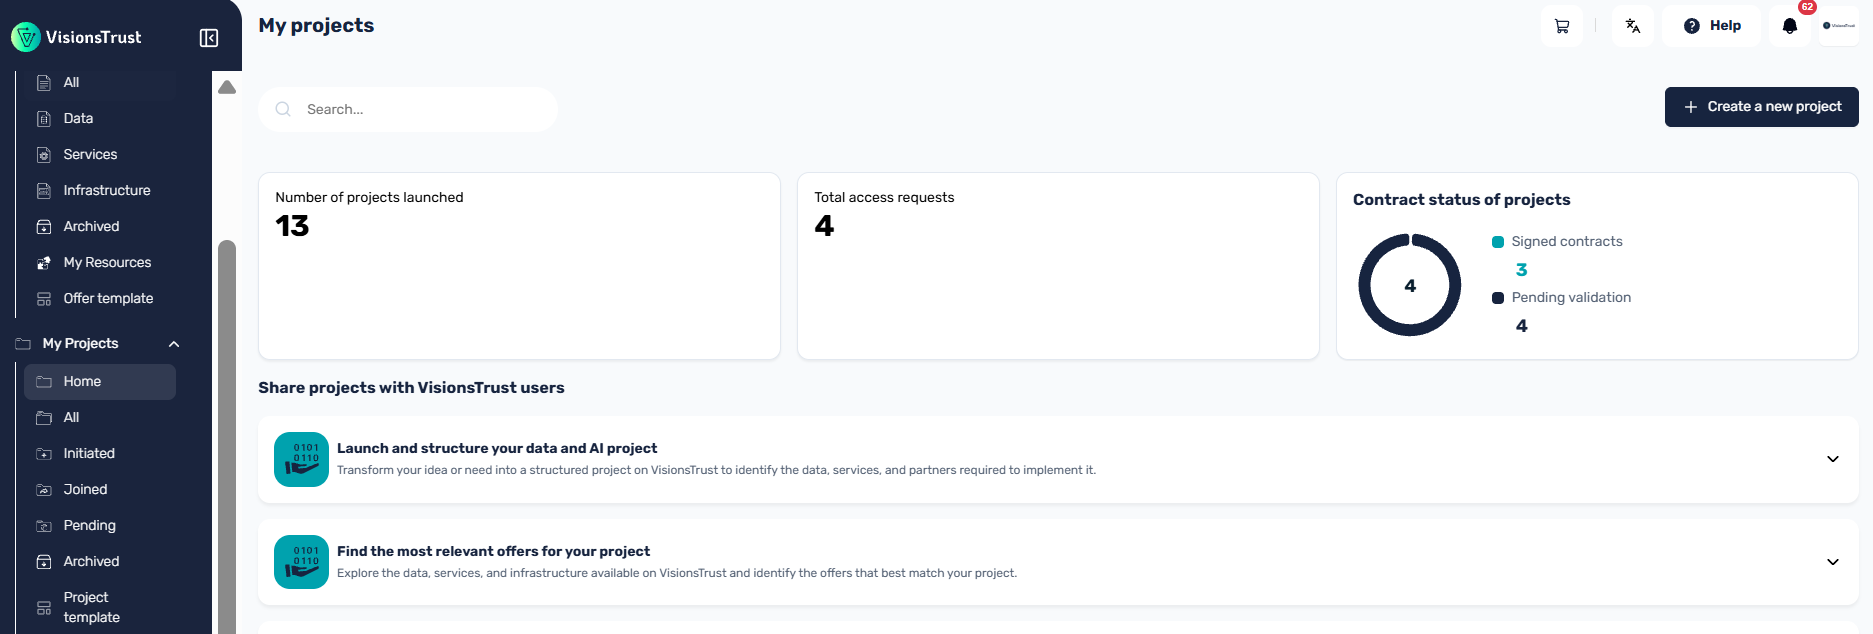 VisionsTrust
All
Data
Services
Infrastructure
Archived
My Resources
Offer template
My Projects
Home
All
Initiated
Joined
Pending
Archived
Project
template
My projects
Help
62
VisionsTrust
Search...
Create a new project
Number of projects launched
13
Total access requests
4
Contract status of projects
4
Signed contracts
3
Pending validation
4
Share projects with VisionsTrust users
0101
0110
Launch and structure your data and AI project
Transform your idea or need into a structured project on VisionsTrust to identify the data, services, and partners required to implement it.
0101
0110
Find the most relevant offers for your project
Explore the data, services, and infrastructure available on VisionsTrust and identify the offers that best match your project.